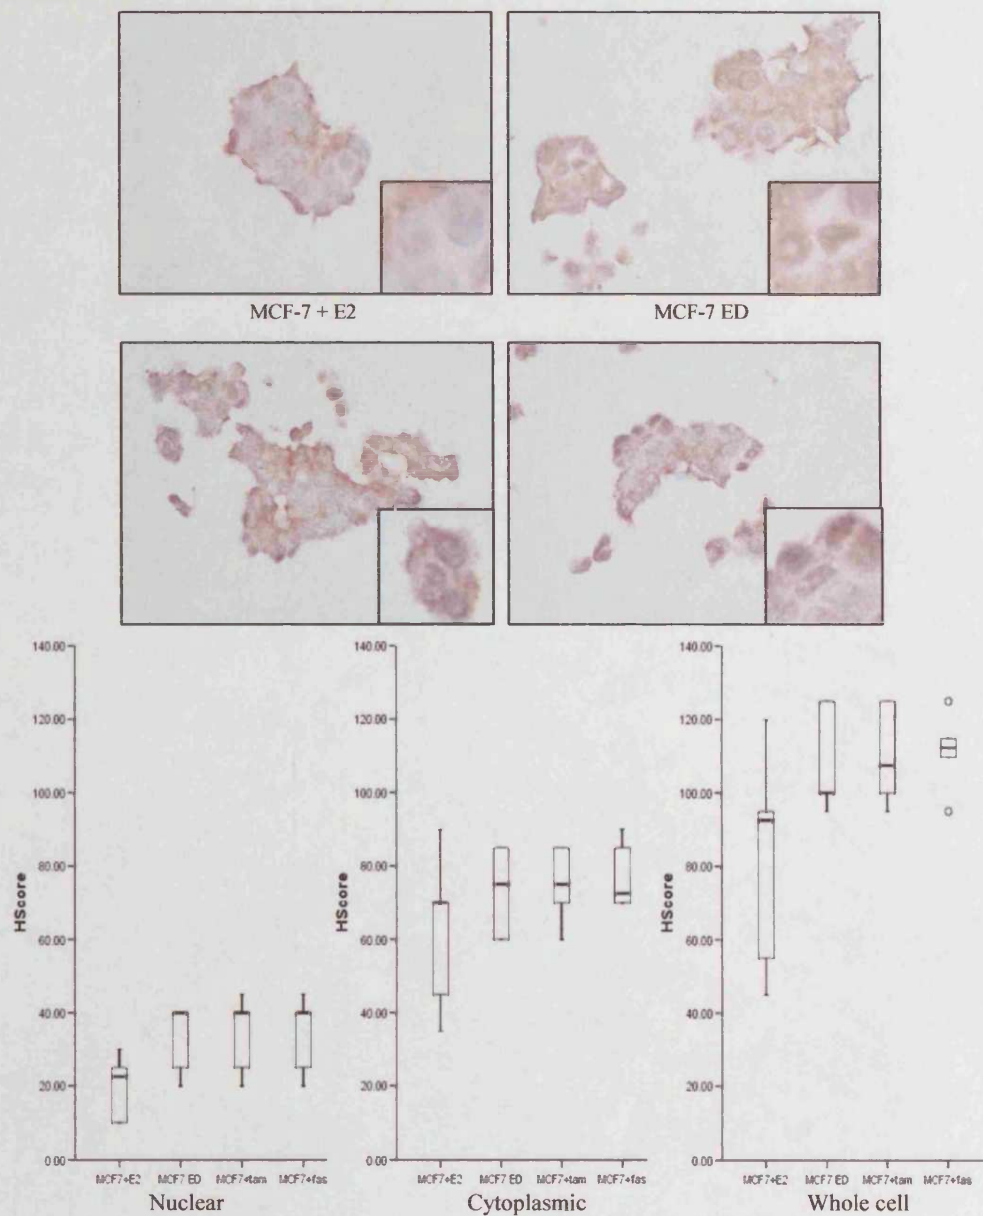 MCF-7 + E2
MCF-7 ED
140.00
120.00
100.00
80.00
60.00
40.00
20.00
0.00
HScore
MCF7+E2 MCF7 ED MCF7+tam MCF7+fas
Nuclear
140.00
120.00
100.00
80.00
60.00
40.00
20.00
0.00
HScore
MCF7+E2 MCF7 ED MCF7+tam MCF7+fas
Cytoplasmic
140.00
120.00
100.00
80.00
60.00
40.00
20.00
0.00
HScore
MCF7+E2 MCF7 ED MCF7+tam MCF7+fas
Whole cell